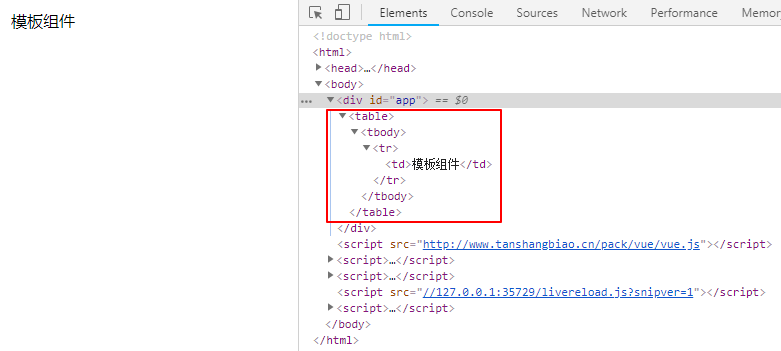 模板组件
Elements Console Sources Network Performance Memor
<!doctype html>
<html>
<head>…</head>
<body>
<div id="app"> == $0
<table>
<tbody>
<tr>
<td>模板组件</td>
</tr>
</tbody>
</table>
</div>
<script src="http://www.tanshangbiao.cn/pack/vue/vue.js"></script>
<script>…</script>
<script>…</script>
<script src="//127.0.0.1:35729/livereload.js?snipver=1"></script>
<script>…</script>
</body>
</html>